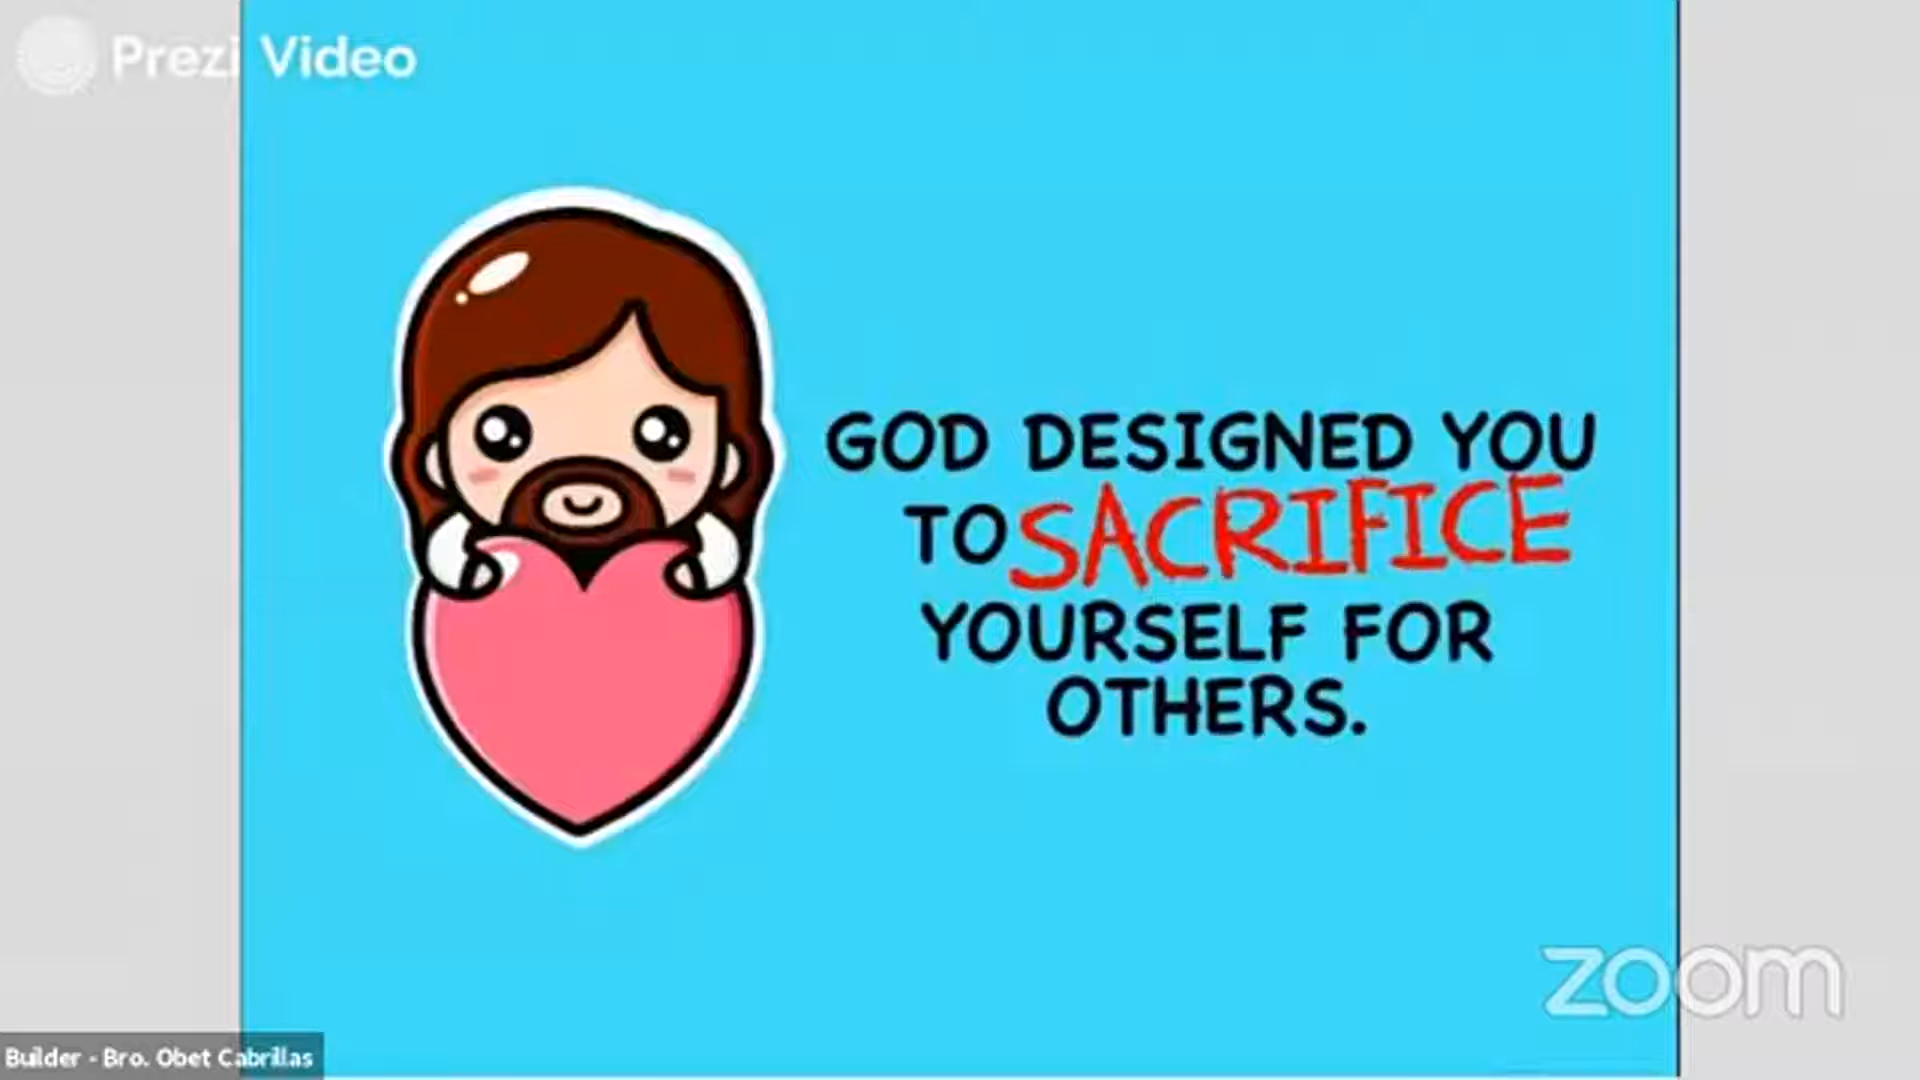 Prezi Video
GOD DESIGNED YOU
TO SACRIFICE
YOURSELF FOR
OTHERS.
zoom
Builder - Bro. Obet Cabrillas